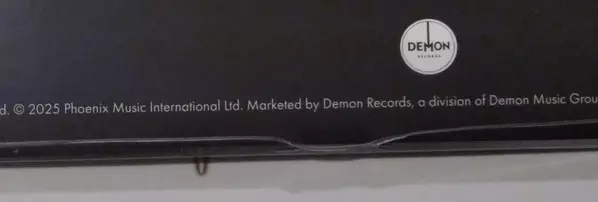 DEMON
RECORDS
d. © 2025 Phoenix Music International Ltd. Marketed by Demon Records, a division of Demon Music Grou